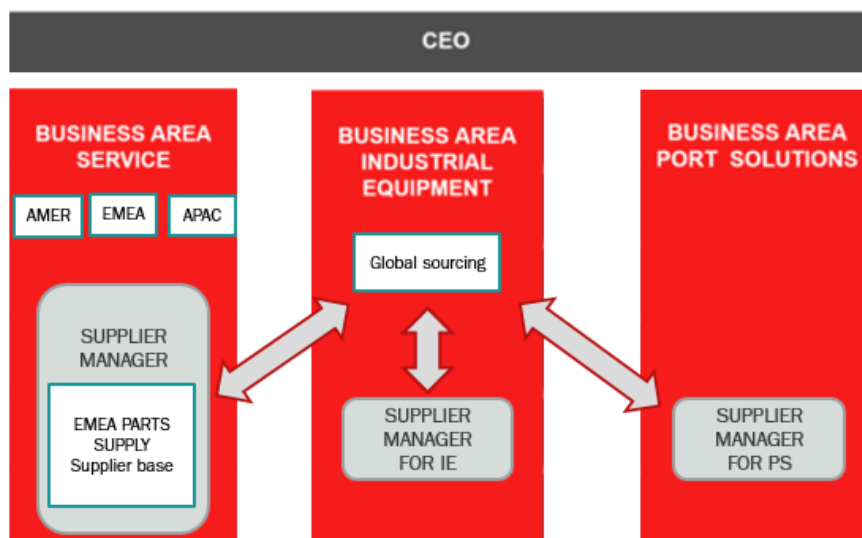 CEO
BUSINESS AREA
SERVICE
AMER
EMEA
APAC
SUPPLIER
MANAGER
EMEA PARTS
SUPPLY
Supplier base
BUSINESS AREA
INDUSTRIAL
EQUIPMENT
Global sourcing
SUPPLIER
MANAGER
FOR IE
BUSINESS AREA
PORT SOLUTIONS
SUPPLIER
MANAGER
FOR PS